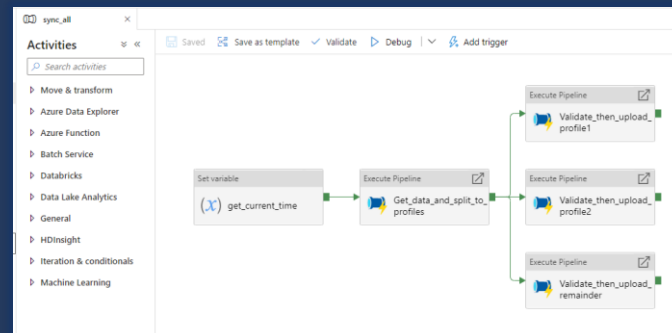 sync_all
Activities
Saved
Save as template
Validate
Debug
Add trigger
Search activities
Move & transform
Azure Data Explorer
Azure Function
Batch Service
Databricks
Data Lake Analytics
General
HDInsight
Iteration & conditionals
Machine Learning
Set variable
(x) get_current_time
Execute Pipeline
Get_data_and_split_to_
profiles
Execute Pipeline
Validate_then_upload_
profile1
Execute Pipeline
Validate_then_upload_
profile2
Execute Pipeline
Validate_then_upload_
remainder